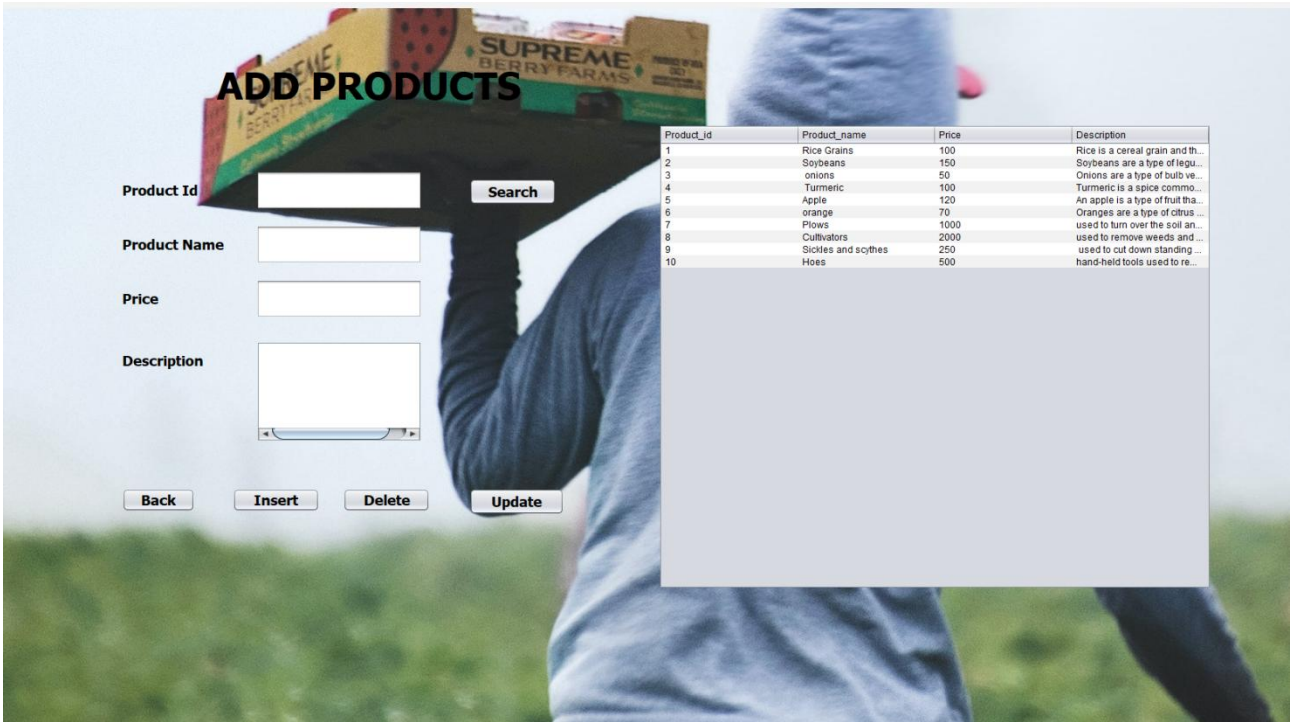 SUPREME
BERRY FARMS
ADD PRODUCTS
Product Id
Search
Product Name
Price
Description
Back
Insert
Delete
Update
Product_id Product_name Price Description
1 Rice Grains 100 Rice is a cereal grain and th...
2 Soybeans 150 Soybeans are a type of legu...
3 onions 50 Onions are a type of bulb ve...
4 Turmeric 100 Turmeric is a spice commo...
5 Apple 120 An apple is a type of fruit tha...
6 orange 70 Oranges are a type of citrus ...
7 Plows 1000 used to turn over the soil an...
8 Cultivators 2000 used to remove weeds and ...
9 Sickles and scythes 250 used to cut down standing ...
10 Hoes 500 hand-held tools used to re...